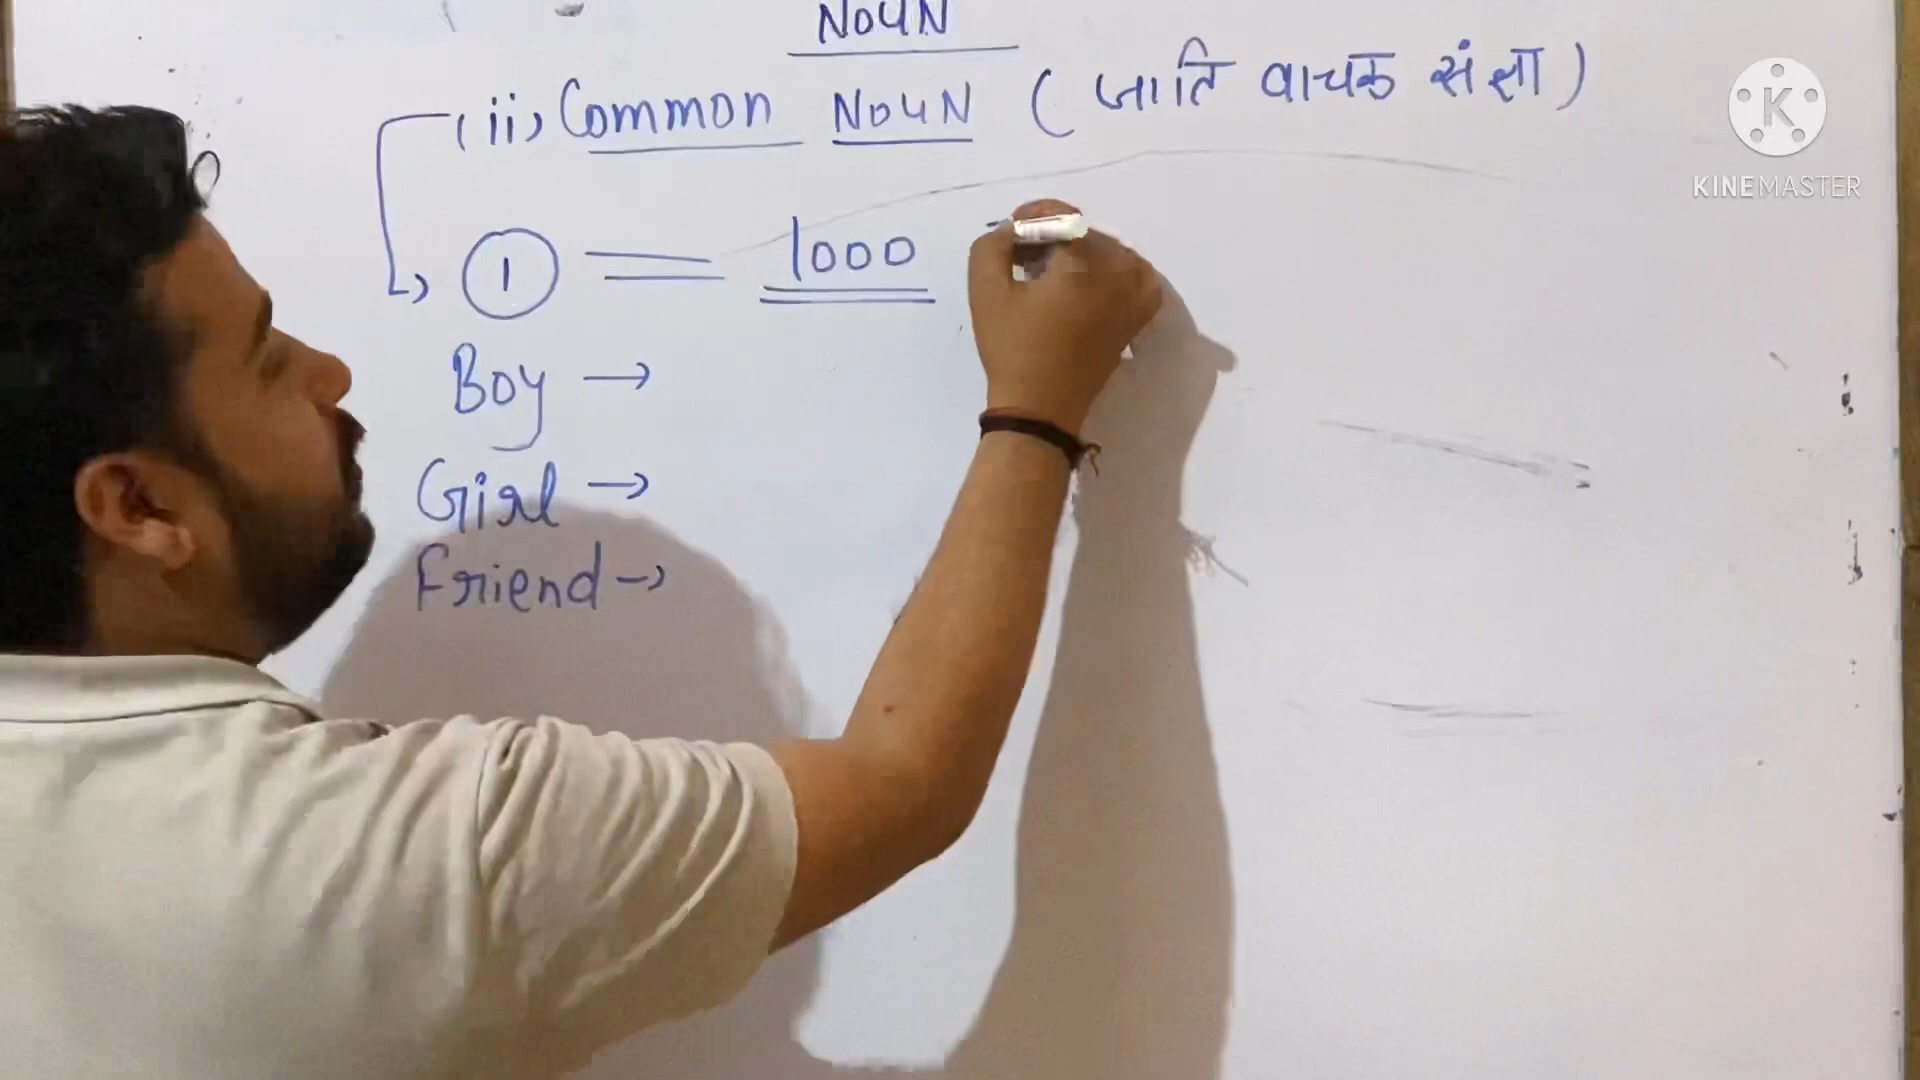 NOUN
(ii) Common NOUN (जाति वाचक संज्ञा)
1 = 1000
Boy →
Girl →
Friend →
KINEMASTER